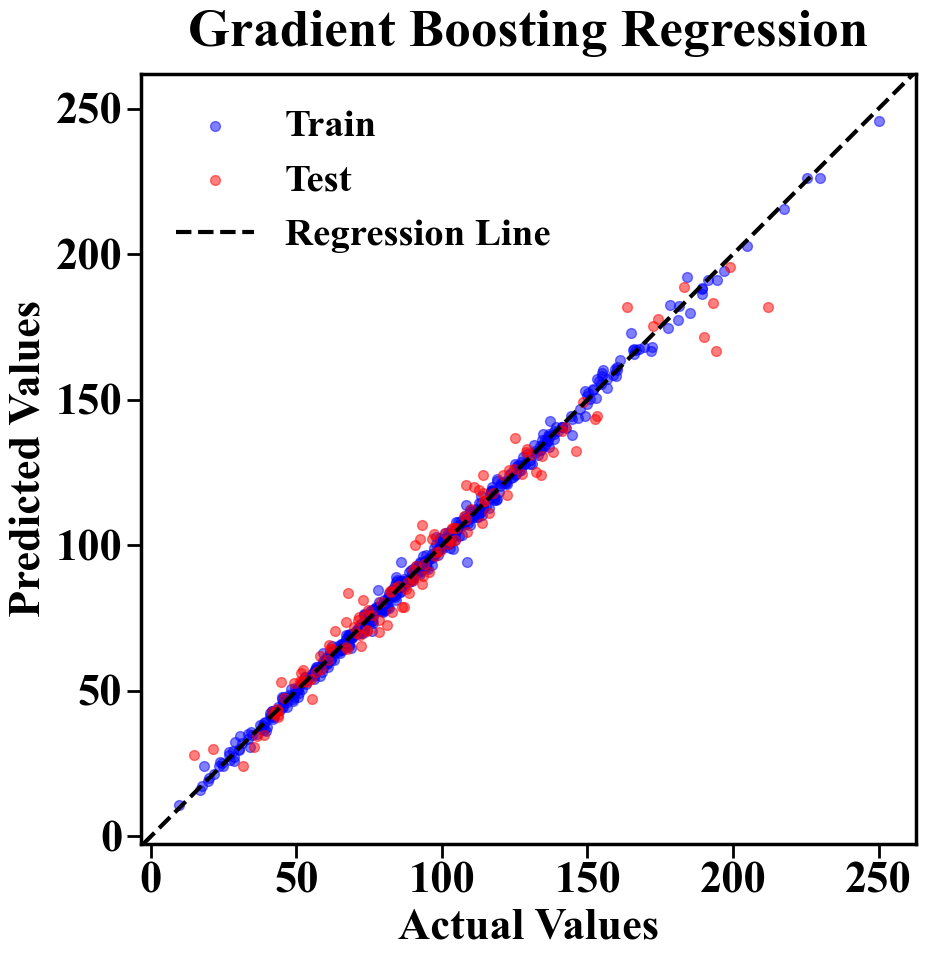 Gradient Boosting Regression
Train
Test
Regression Line
Predicted Values
250
200
150
100
50
0
0 50 100 150 200 250
Actual Values